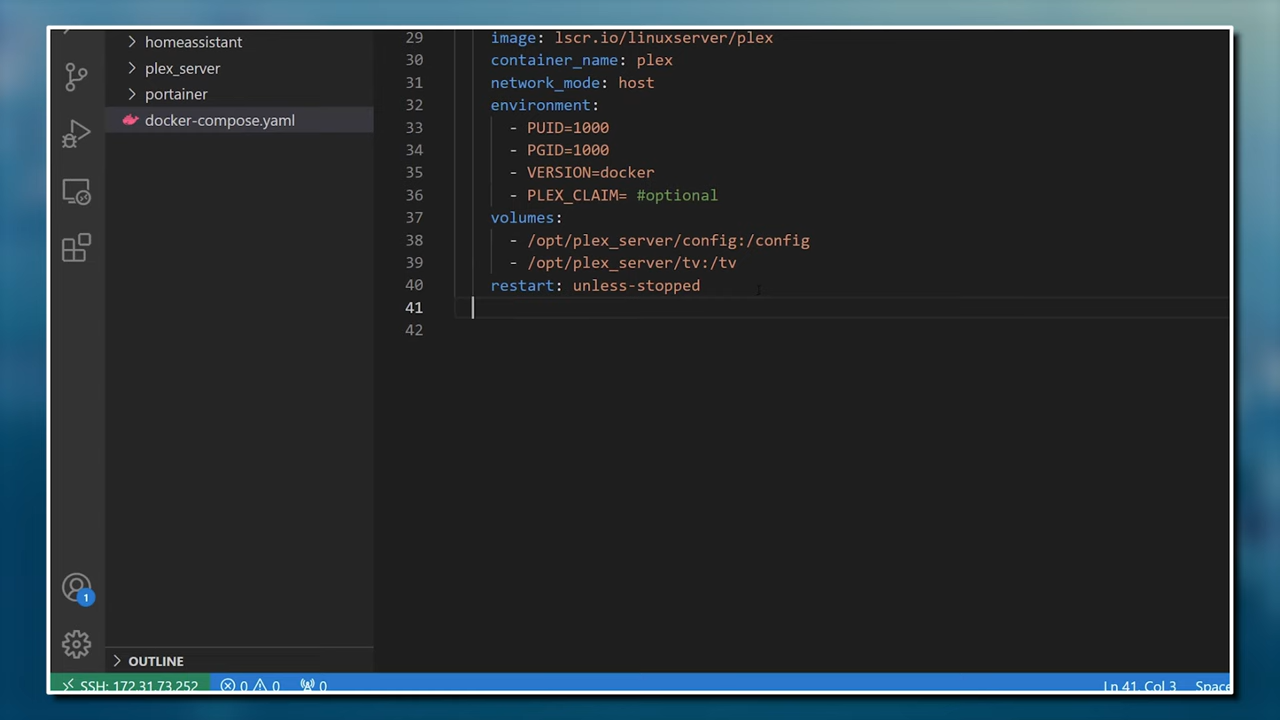 homeassistant
plex_server
portainer
docker-compose.yaml
29 image: lscr.io/linuxserver/plex
30 container_name: plex
31 network_mode: host
32 environment:
33 - PUID=1000
34 - PGID=1000
35 - VERSION=docker
36 - PLEX_CLAIM= #optional
37 volumes:
38 - /opt/plex_server/config:/config
39 - /opt/plex_server/tv:/tv
40 restart: unless-stopped
41
42
1
OUTLINE
SSH: 172.31.73.252 0 0 0 Ln 41, Col 3 Space